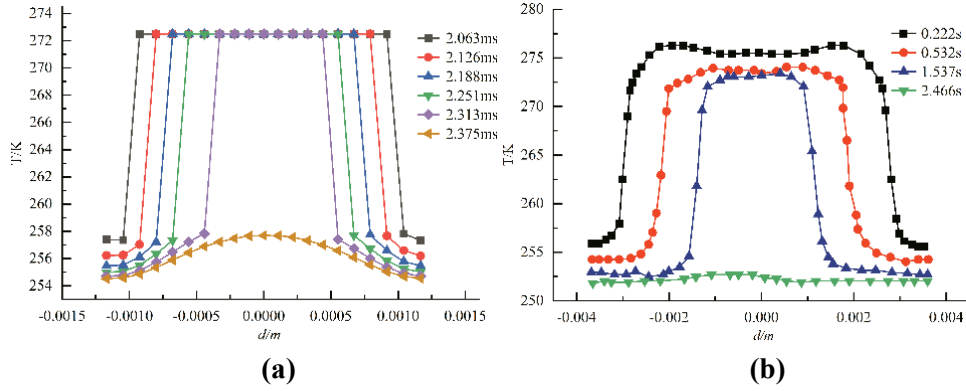 (a)
274
272
270
268
266
264
262
260
258
256
254
T/K
-0.0015 -0.0010 -0.0005 0.0000 0.0005 0.0010 0.0015
d/m
2.063ms
2.126ms
2.188ms
2.251ms
2.313ms
2.375ms
(a)
(b)
280
275
270
265
260
255
250
T/K
-0.004 -0.002 0.000 0.002 0.004
d/m
0.222s
0.532s
1.537s
2.466s
(b)